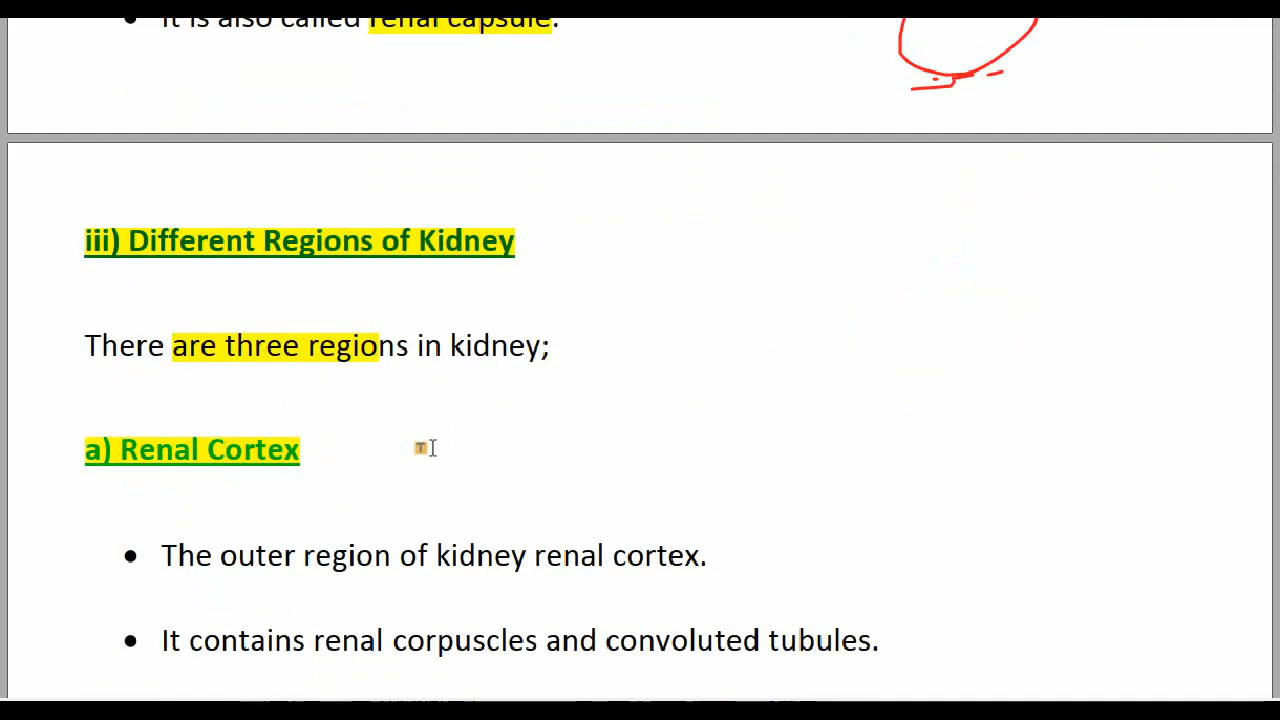 • It is also called renal capsule.
iii) Different Regions of Kidney
There are three regions in kidney;
a) Renal Cortex
• The outer region of kidney renal cortex.
• It contains renal corpuscles and convoluted tubules.